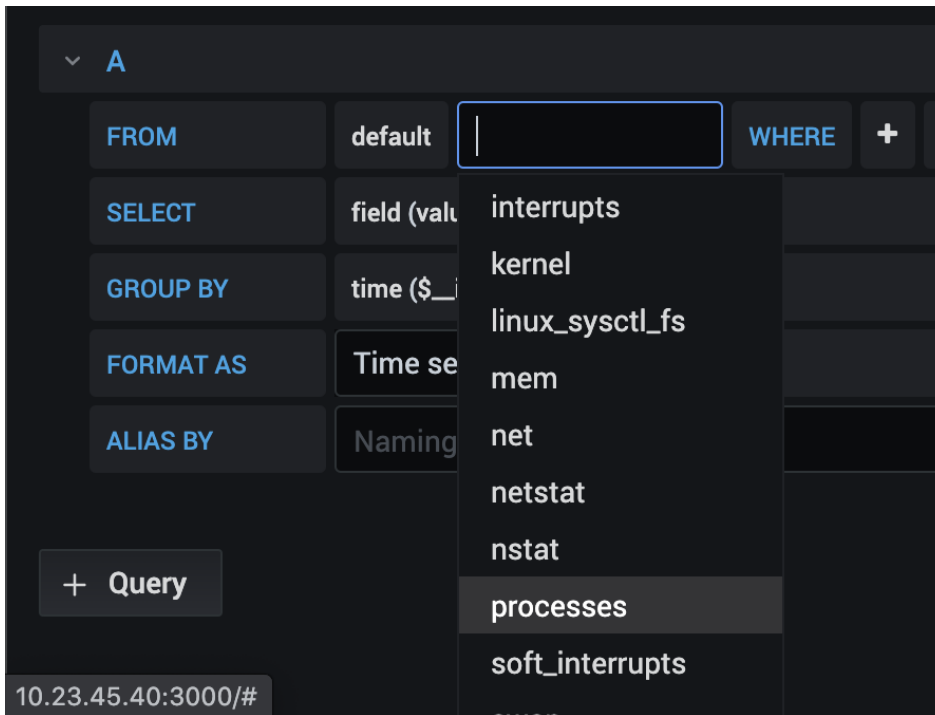 A
FROM default WHERE +
interrupts
SELECT field (valu
kernel
GROUP BY time ($__i
linux_sysctl_fs
FORMAT AS Time se
mem
ALIAS BY Naming
net
netstat
nstat
+ Query
processes
soft_interrupts
10.23.45.40:3000/#